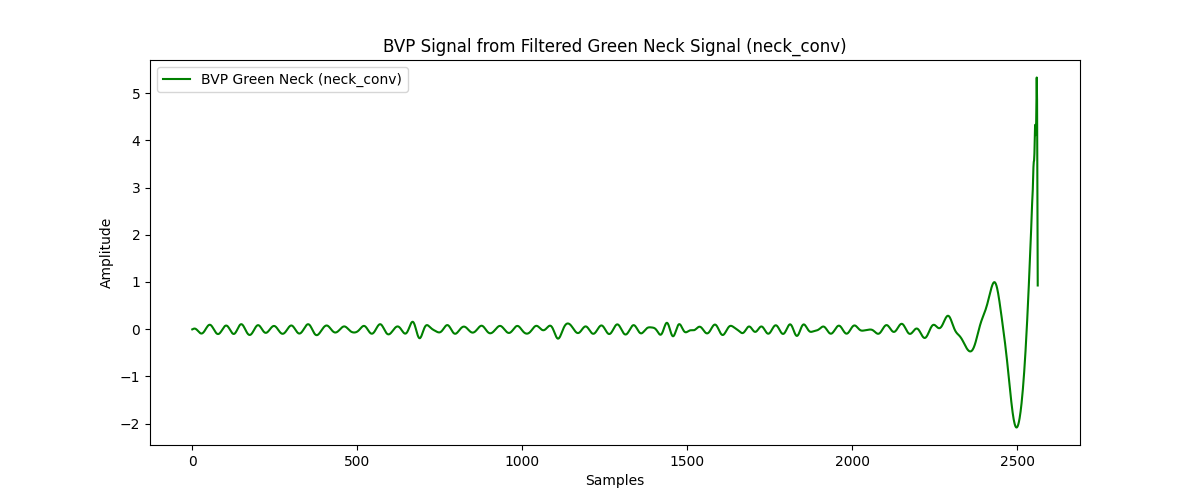 BVP Signal from Filtered Green Neck Signal (neck_conv)
BVP Green Neck (neck_conv)
Amplitude
5
4
3
2
1
0
−1
−2
0 500 1000 1500 2000 2500
Samples